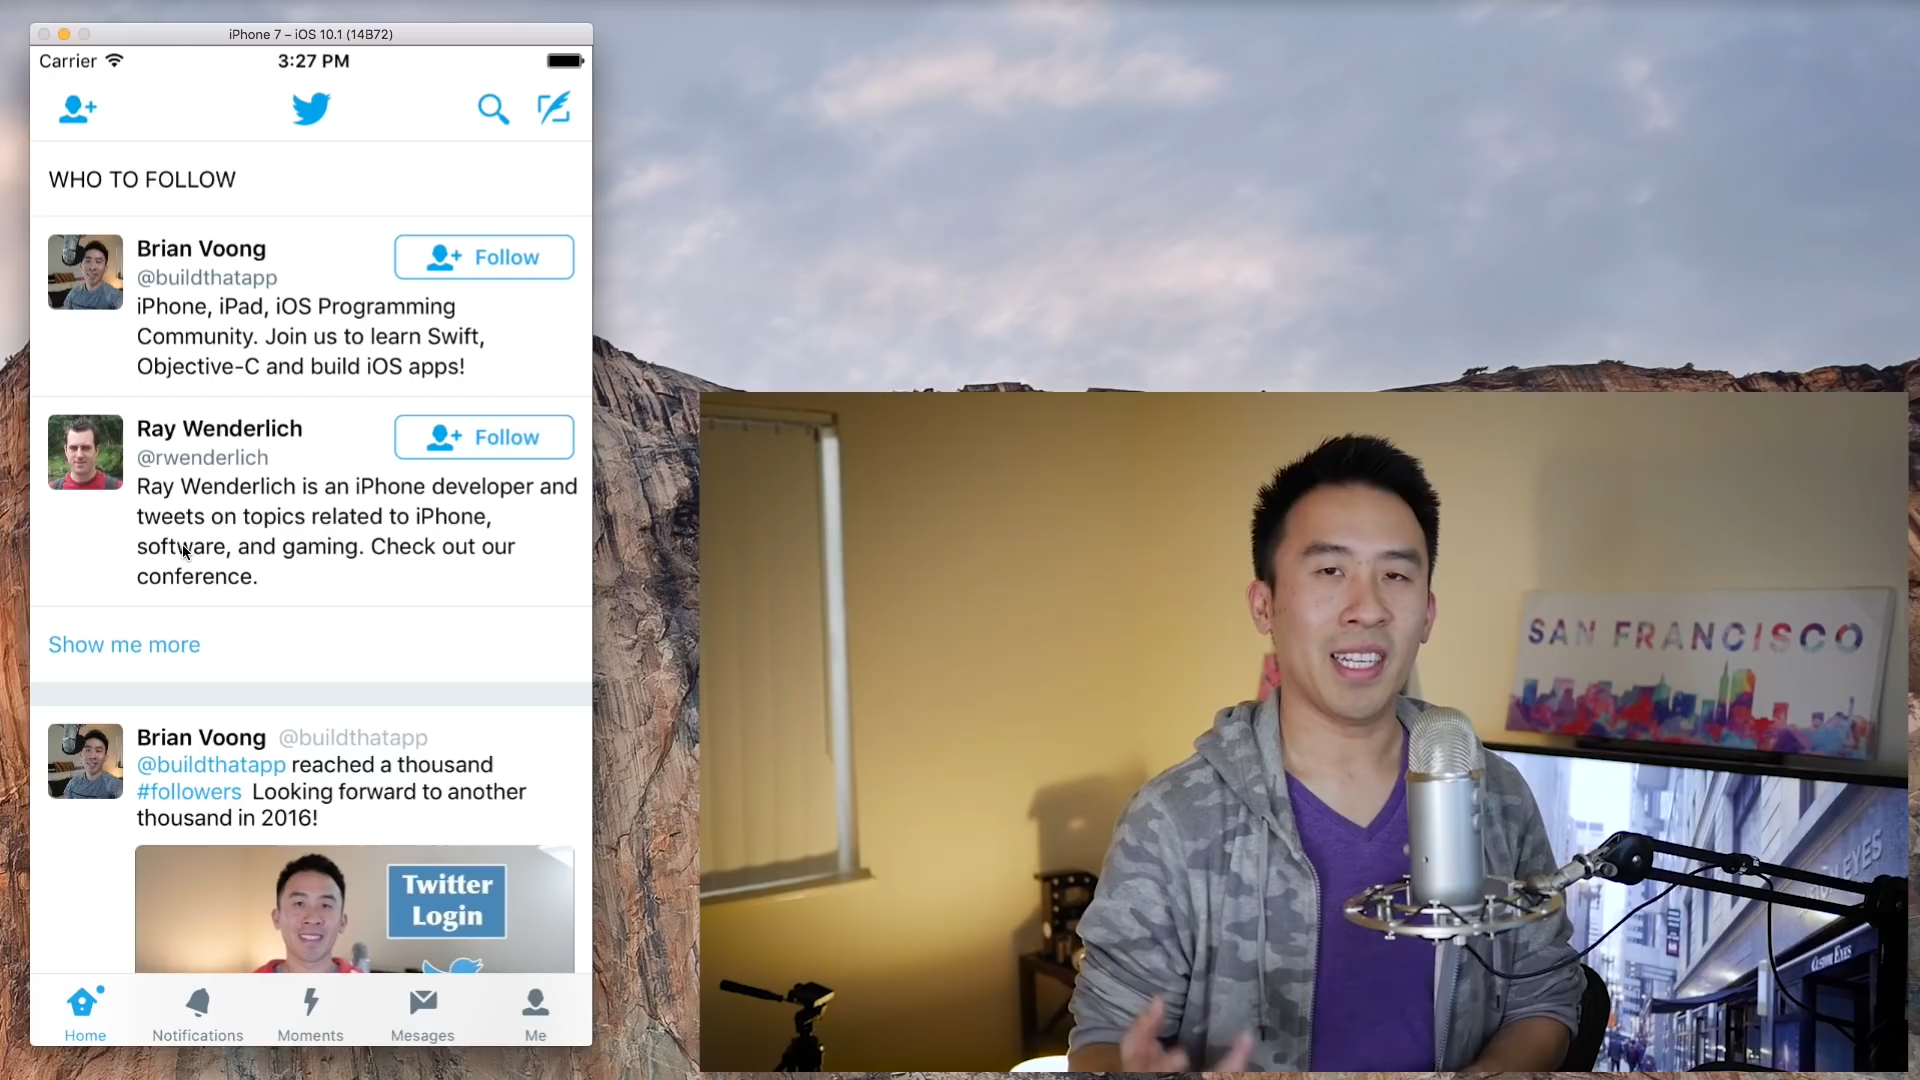 iPhone 7 – iOS 10.1 (14B72)
Carrier
3:27 PM
WHO TO FOLLOW
Brian Voong
@buildthatapp
Follow
iPhone, iPad, iOS Programming
Community. Join us to learn Swift,
Objective-C and build iOS apps!
Ray Wenderlich
@rwenderlich
Follow
Ray Wenderlich is an iPhone developer and
tweets on topics related to iPhone,
software, and gaming. Check out our
conference.
Show me more
Brian Voong @buildthatapp
@buildthatapp reached a thousand
#followers Looking forward to another
thousand in 2016!
Twitter
Login
Home
Notifications
Moments
Mesages
Me
SAN FRANCISCO
CUSTOM EYES